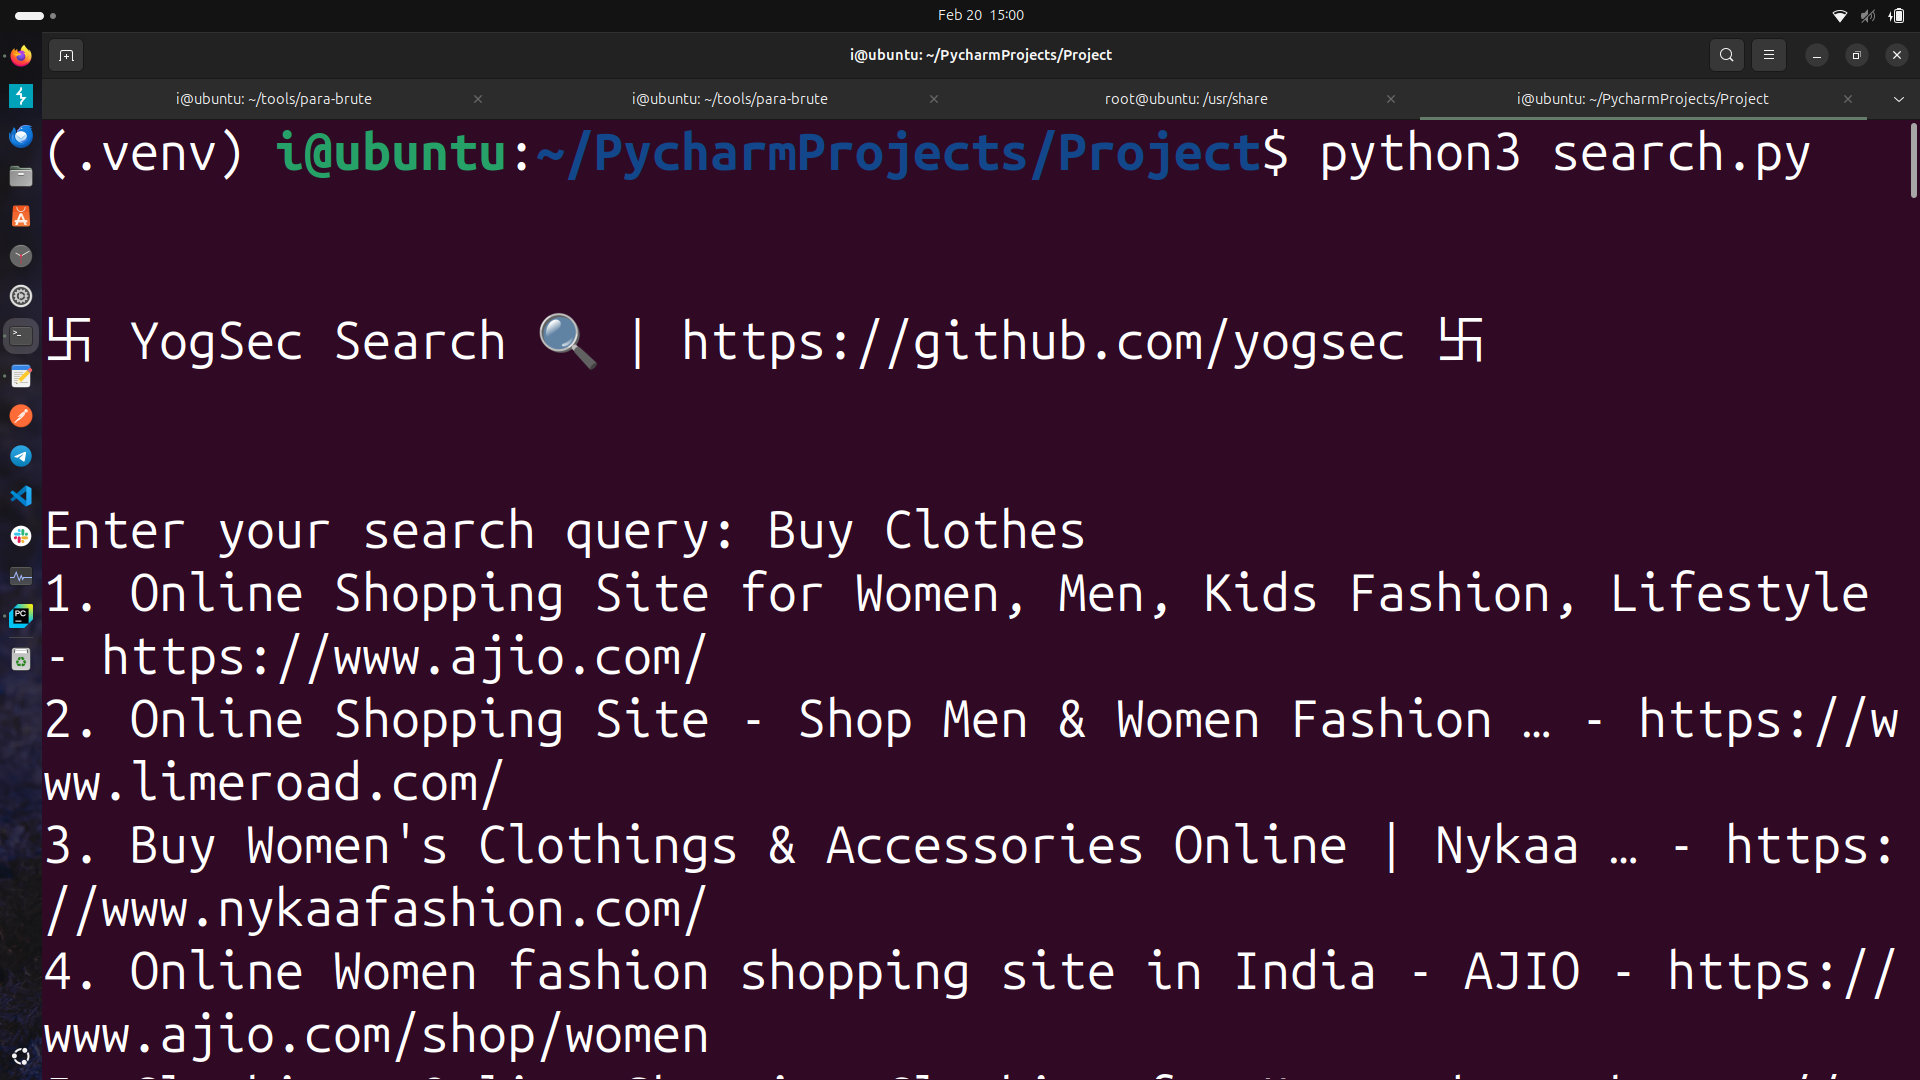 Feb 20 15:00
i@ubuntu: ~/PycharmProjects/Project
i@ubuntu: ~/tools/para-brute
i@ubuntu: ~/tools/para-brute
root@ubuntu: /usr/share
i@ubuntu: ~/PycharmProjects/Project
(.venv) i@ubuntu:~/PycharmProjects/Project$ python3 search.py
卐 YogSec Search 🔍 | https://github.com/yogsec 卐
Enter your search query: Buy Clothes
1. Online Shopping Site for Women, Men, Kids Fashion, Lifestyle
- https://www.ajio.com/
2. Online Shopping Site - Shop Men & Women Fashion … - https://w
ww.limeroad.com/
3. Buy Women's Clothings & Accessories Online | Nykaa … - https:
//www.nykaafashion.com/
4. Online Women fashion shopping site in India - AJIO - https://
www.ajio.com/shop/women